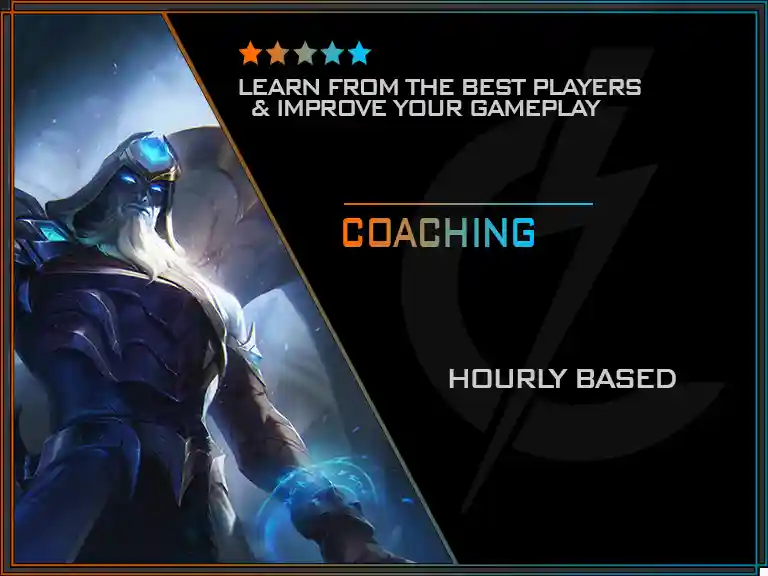 LEARN FROM THE BEST PLAYERS
& IMPROVE YOUR GAMEPLAY
COACHING
HOURLY BASED